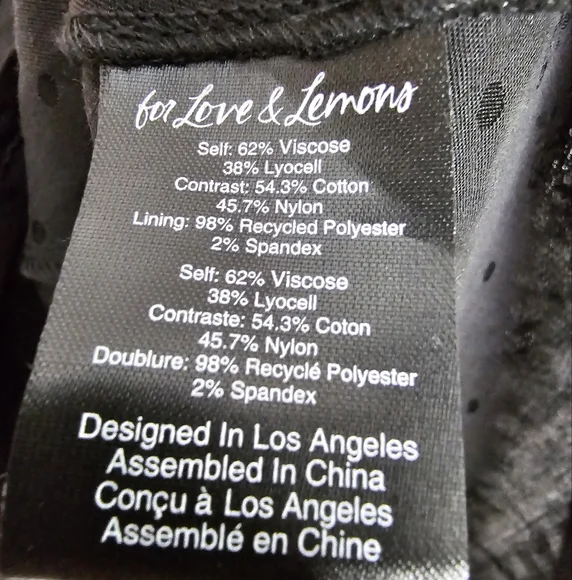 for Love & Lemons
Self: 62% Viscose
38% Lyocell
Contrast: 54.3% Cotton
45.7% Nylon
Lining: 98% Recycled Polyester
2% Spandex
Self: 62% Viscose
38% Lyocell
Contraste: 54.3% Coton
45.7% Nylon
Doublure: 98% Recyclé Polyester
2% Spandex
Designed In Los Angeles
Assembled In China
Conçu à Los Angeles
Assemblé en Chine